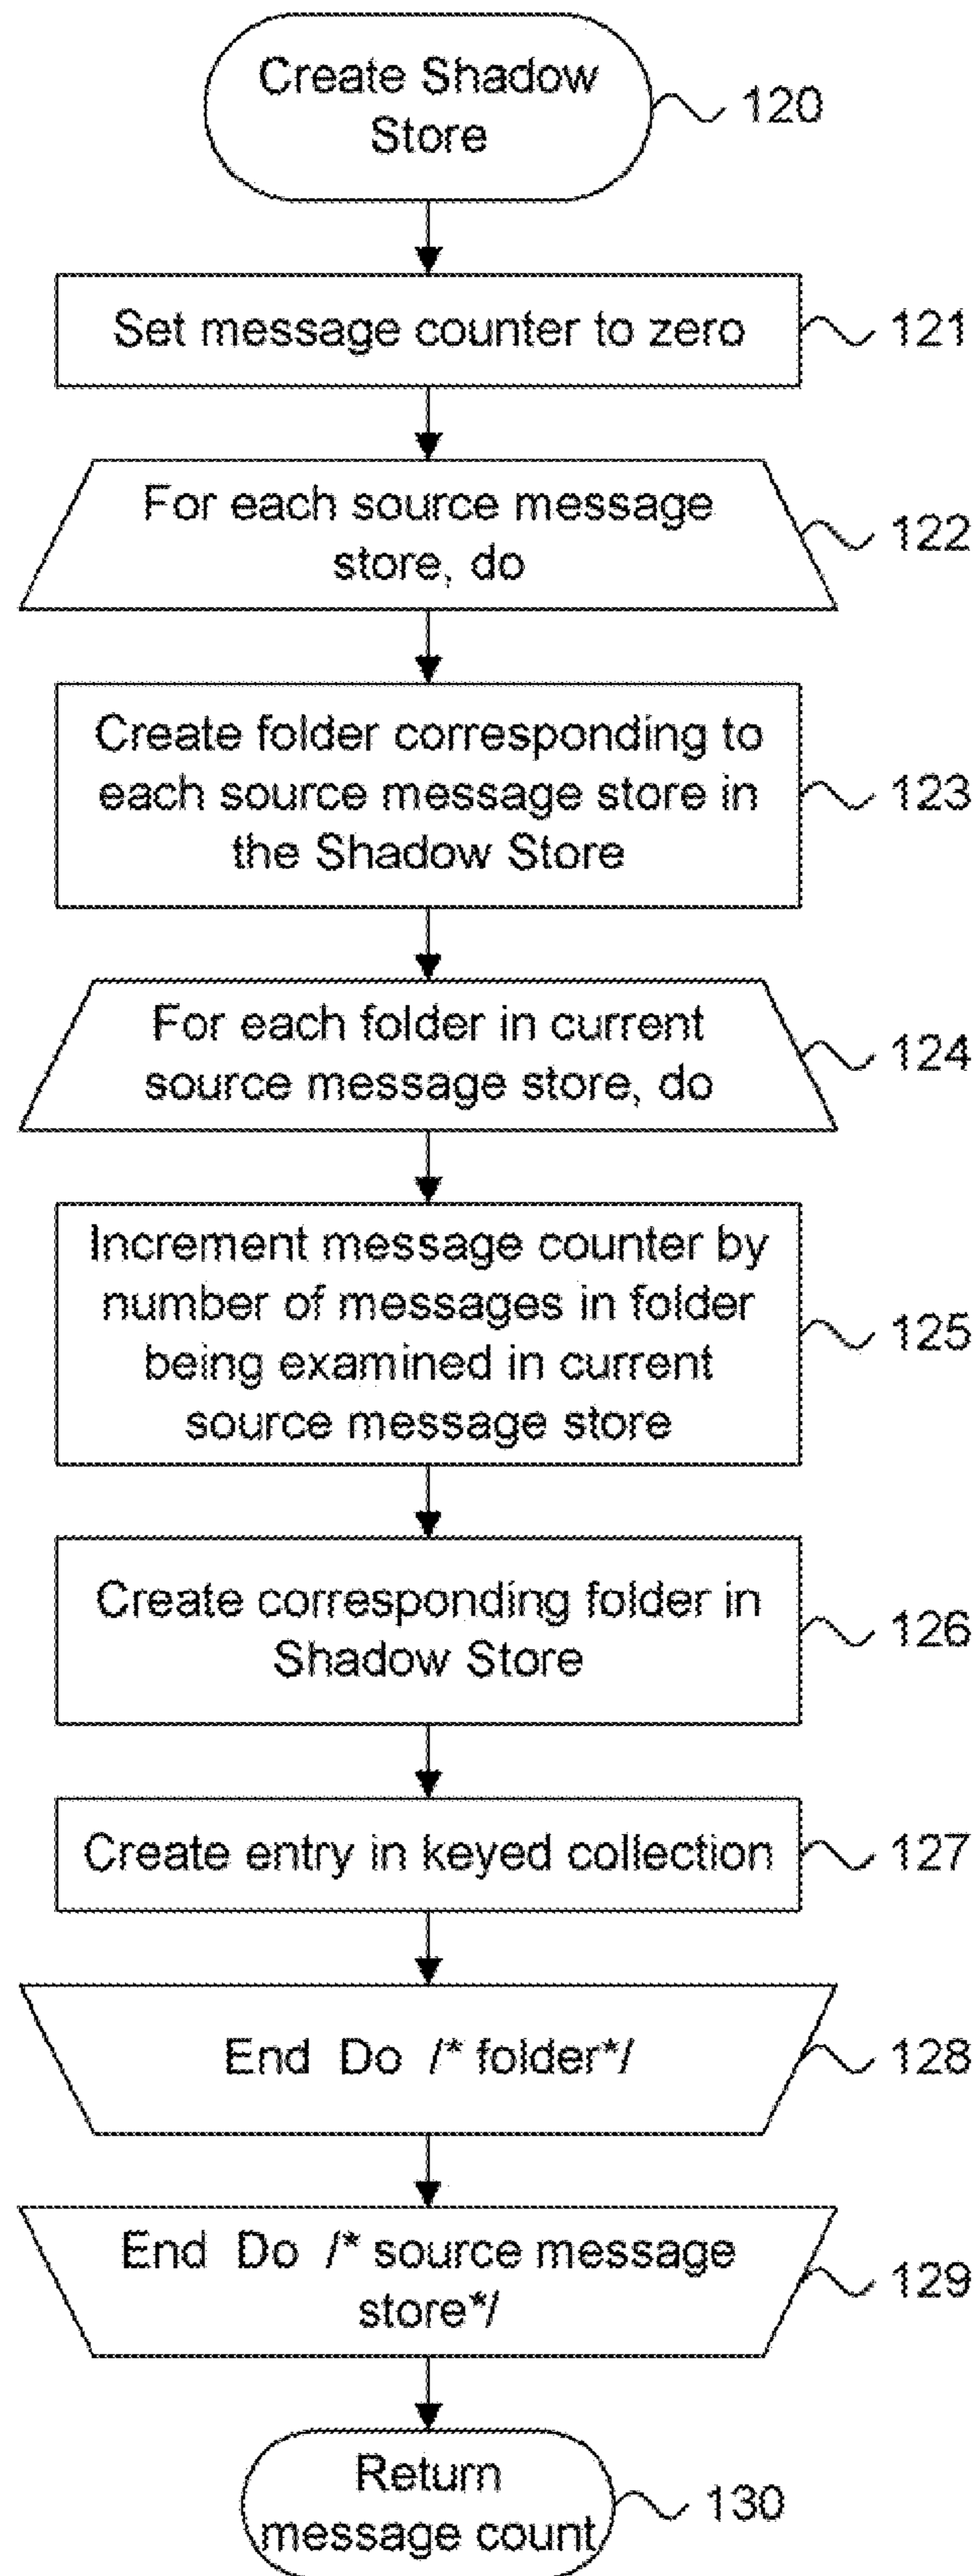 Create Shadow
Store
120
Set message counter to zero
121
For each source message
store, do
122
Create folder corresponding to
each source message store in
the Shadow Store
123
For each folder in current
source message store, do
124
Increment message counter by
number of messages in folder
being examined in current
source message store
125
Create corresponding folder in
Shadow Store
126
Create entry in keyed collection
127
End Do /* folder*/
128
End Do /* source message
store*/
129
Return
message count
130